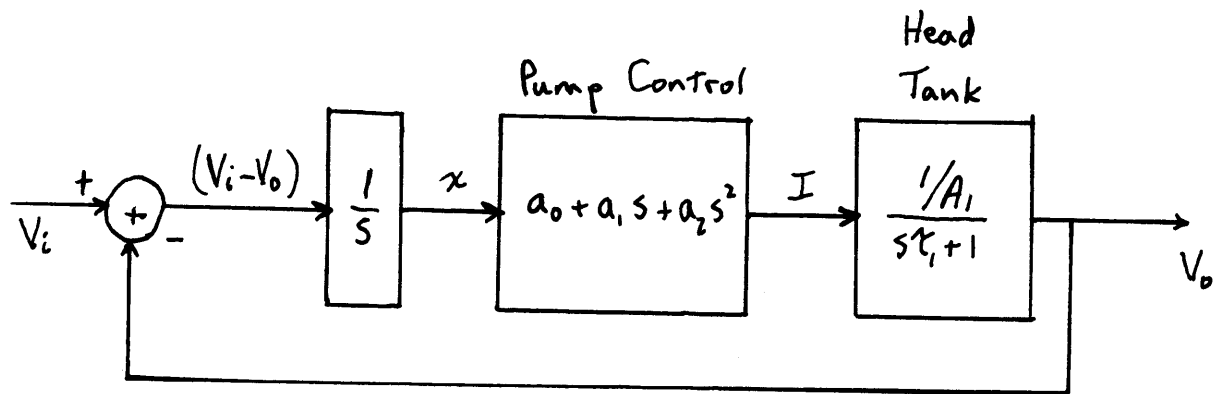 Head
Tank
Pump Control
+
Vᵢ
+
-
(Vᵢ-Vₒ)
1
s
x
a₀+a₁s+a₂s²
I
1/A₁
sτ₁+1
Vₒ